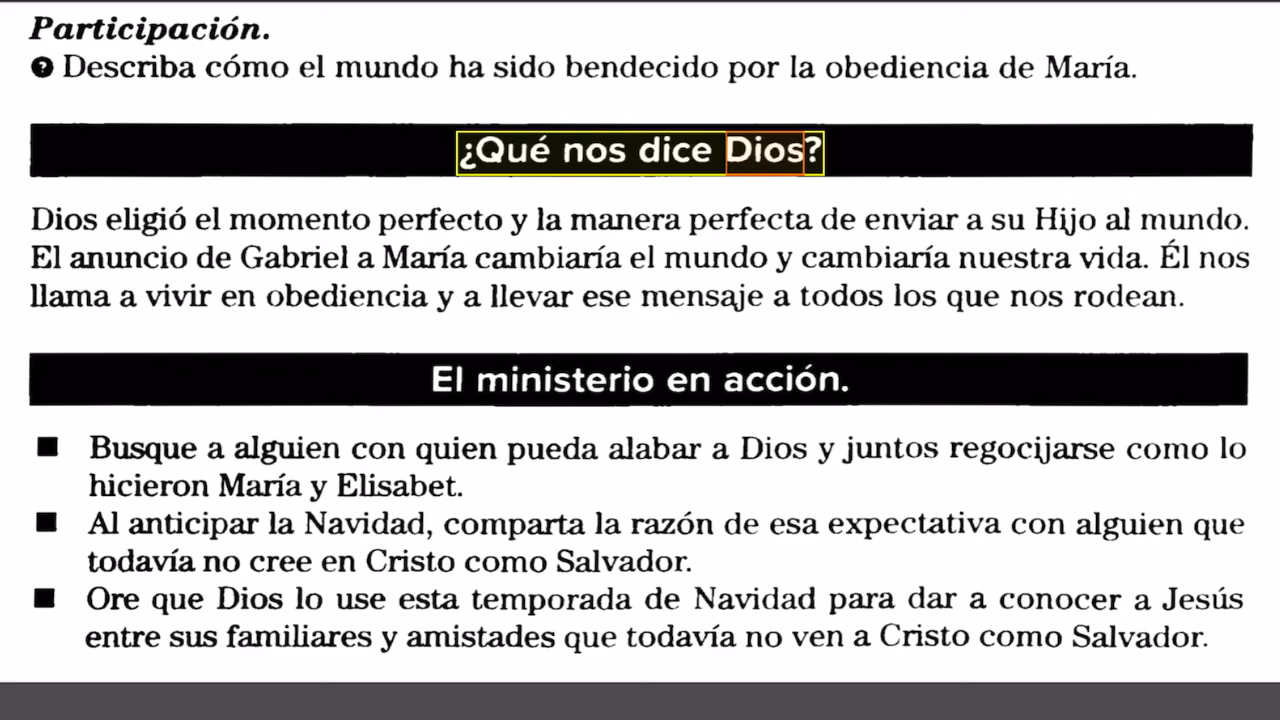 Participación.
Describa cómo el mundo ha sido bendecido por la obediencia de María.
¿Qué nos dice Dios?
Dios eligió el momento perfecto y la manera perfecta de enviar a su Hijo al mundo.
El anuncio de Gabriel a María cambiaría el mundo y cambiaría nuestra vida. Él nos
llama a vivir en obediencia y a llevar ese mensaje a todos los que nos rodean.
El ministerio en acción.
■ Busque a alguien con quien pueda alabar a Dios y juntos regocijarse como lo
hicieron María y Elisabet.
■ Al anticipar la Navidad, comparta la razón de esa expectativa con alguien que
todavía no cree en Cristo como Salvador.
■ Ore que Dios lo use esta temporada de Navidad para dar a conocer a Jesús
entre sus familiares y amistades que todavía no ven a Cristo como Salvador.